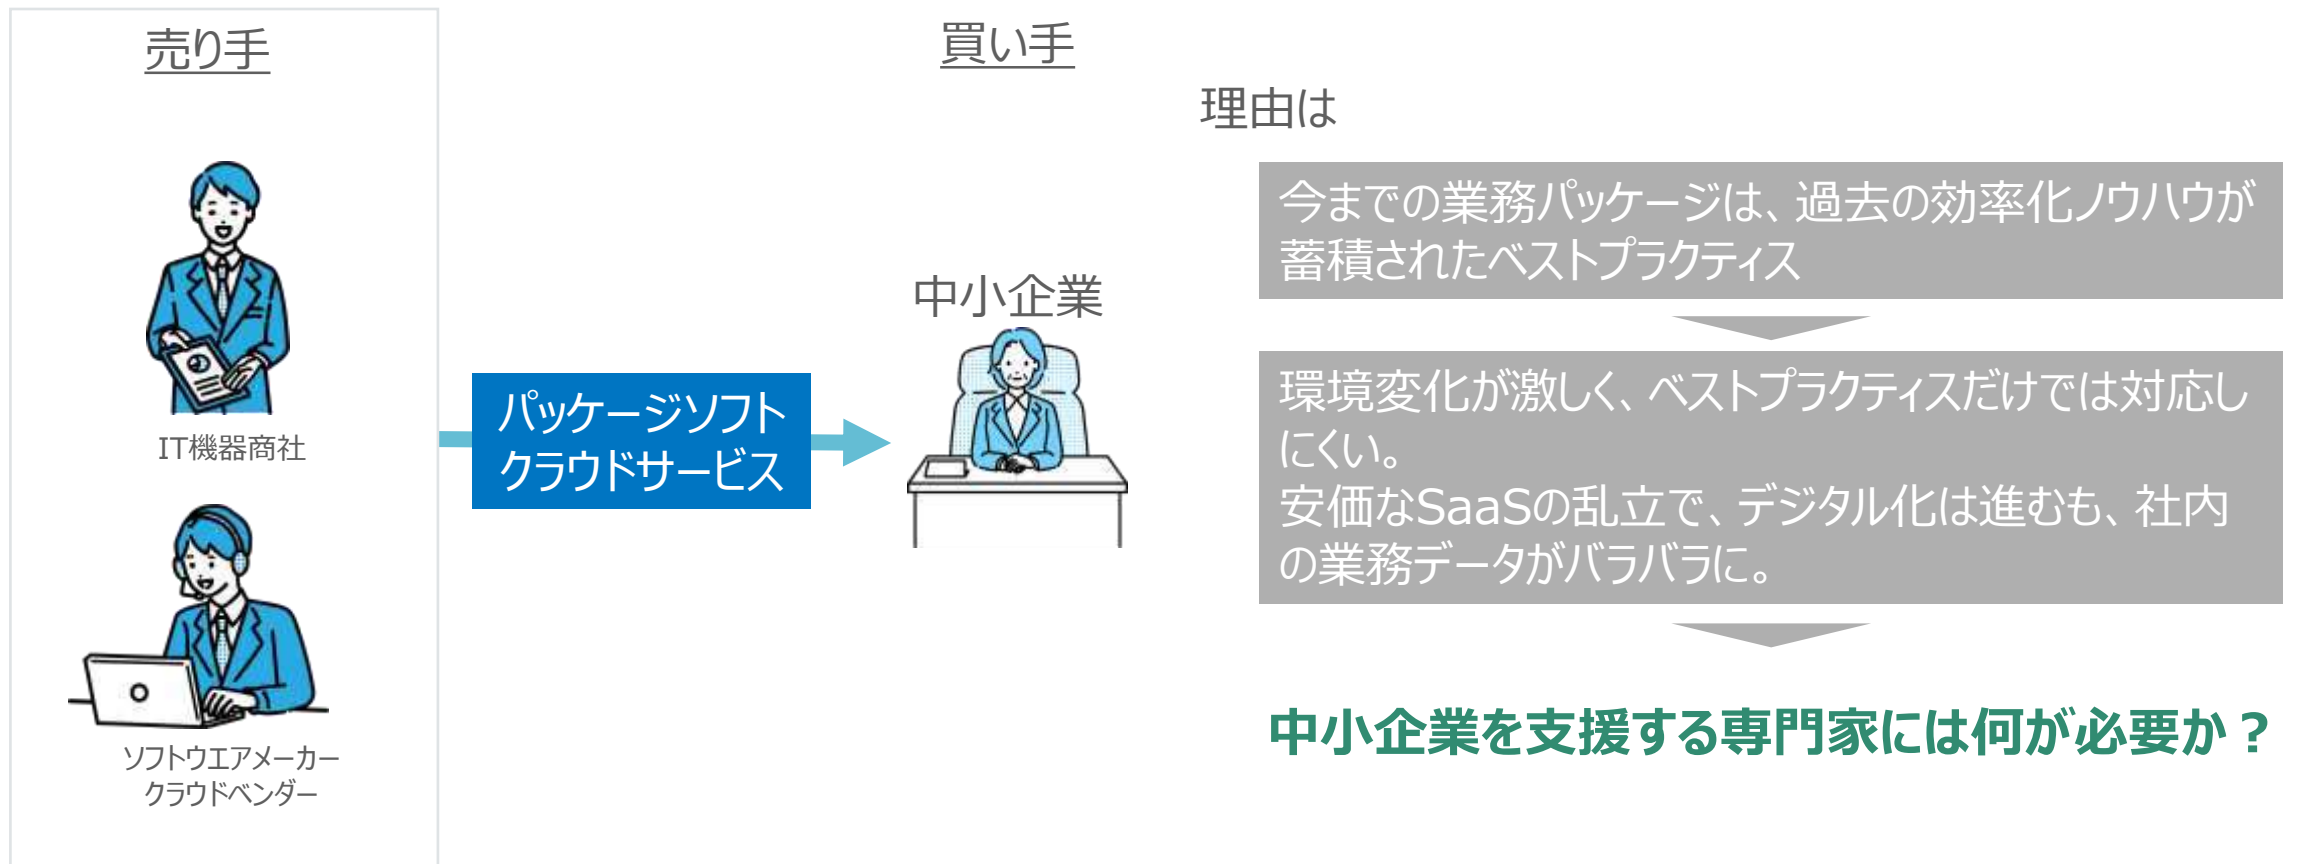 売り手
IT機器商社
ソフトウエアメーカー
クラウドベンダー
パッケージソフト
クラウドサービス
買い手
中小企業
理由は
今までの業務パッケージは、過去の効率化ノウハウが
蓄積されたベストプラクティス
環境変化が激しく、ベストプラクティスだけでは対応し
にくい。
安価なSaaSの乱立で、デジタル化は進むも、社内
の業務データがバラバラに。
中小企業を支援する専門家には何が必要か？